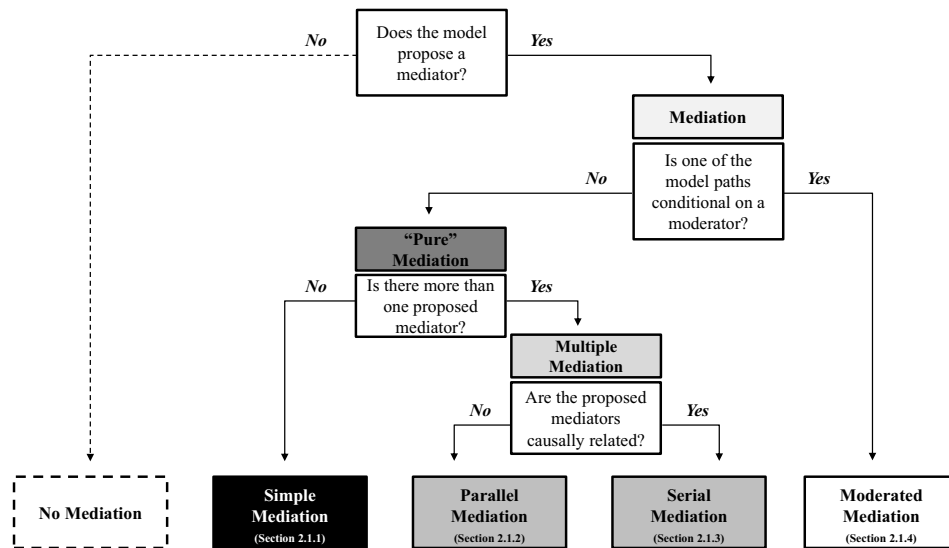 No
Does the model
propose a
mediator?
Yes
Mediation
No
Is one of the
model paths
conditional on a
moderator?
Yes
“Pure”
Mediation
No
Is there more than
one proposed
mediator?
Yes
Multiple
Mediation
No
Are the proposed
mediators
causally related?
Yes
No Mediation
Simple
Mediation
(Section 2.1.1)
Parallel
Mediation
(Section 2.1.2)
Serial
Mediation
(Section 2.1.3)
Moderated
Mediation
(Section 2.1.4)